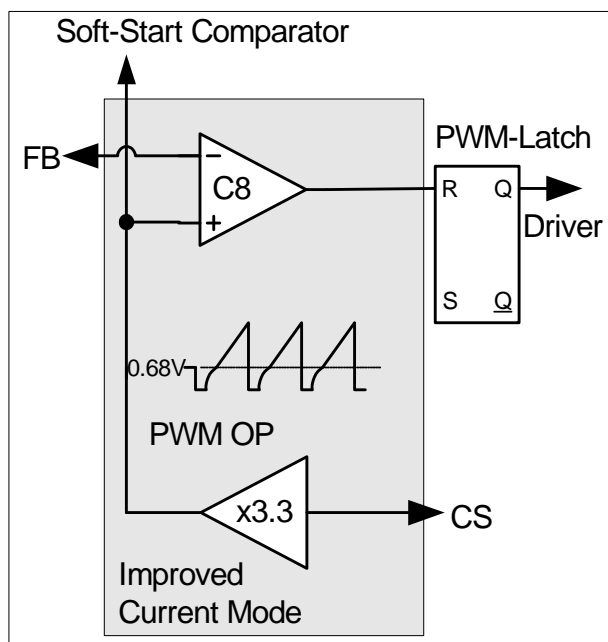 Soft-Start Comparator
FB
PWM-Latch
−
C8
+
R Q
Driver
S Q
0.68V
PWM OP
x3.3
CS
Improved
Current Mode